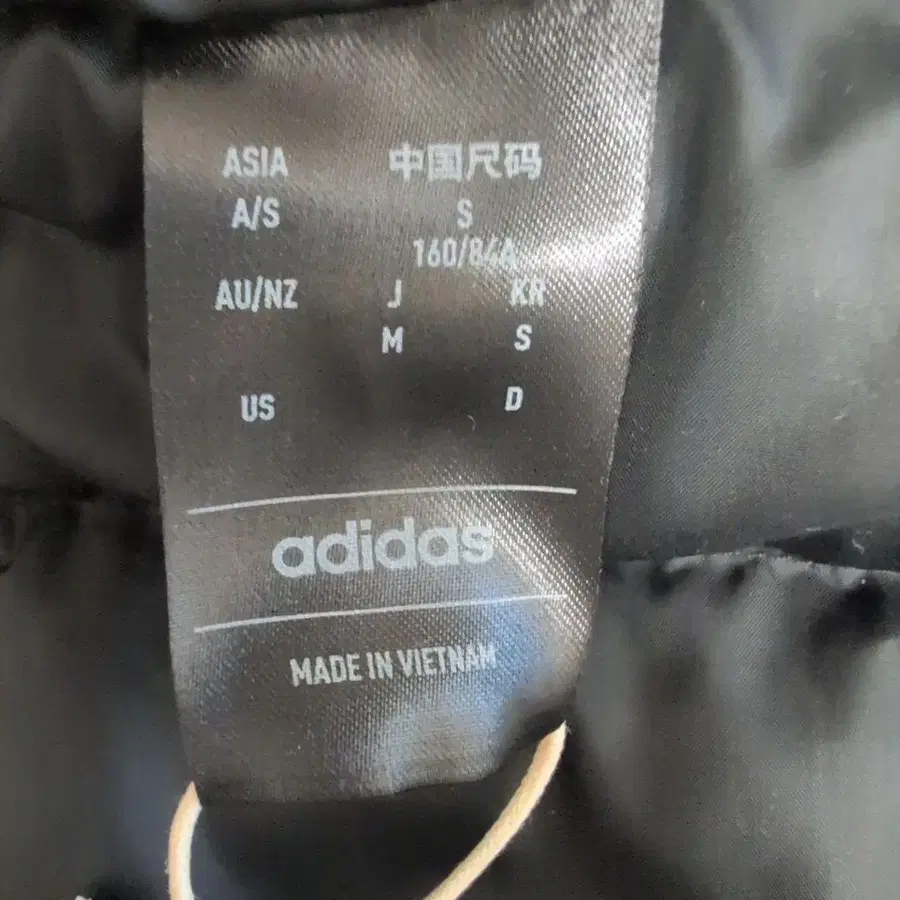 ASIA 中国尺码
A/S S
160/84A
AU/NZ J KR
M S
US D
adidas
MADE IN VIETNAM